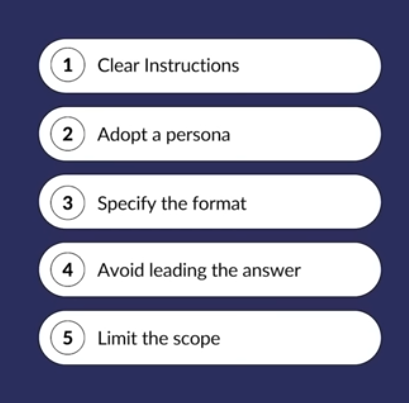 1 Clear Instructions
2 Adopt a persona
3 Specify the format
4 Avoid leading the answer
5 Limit the scope